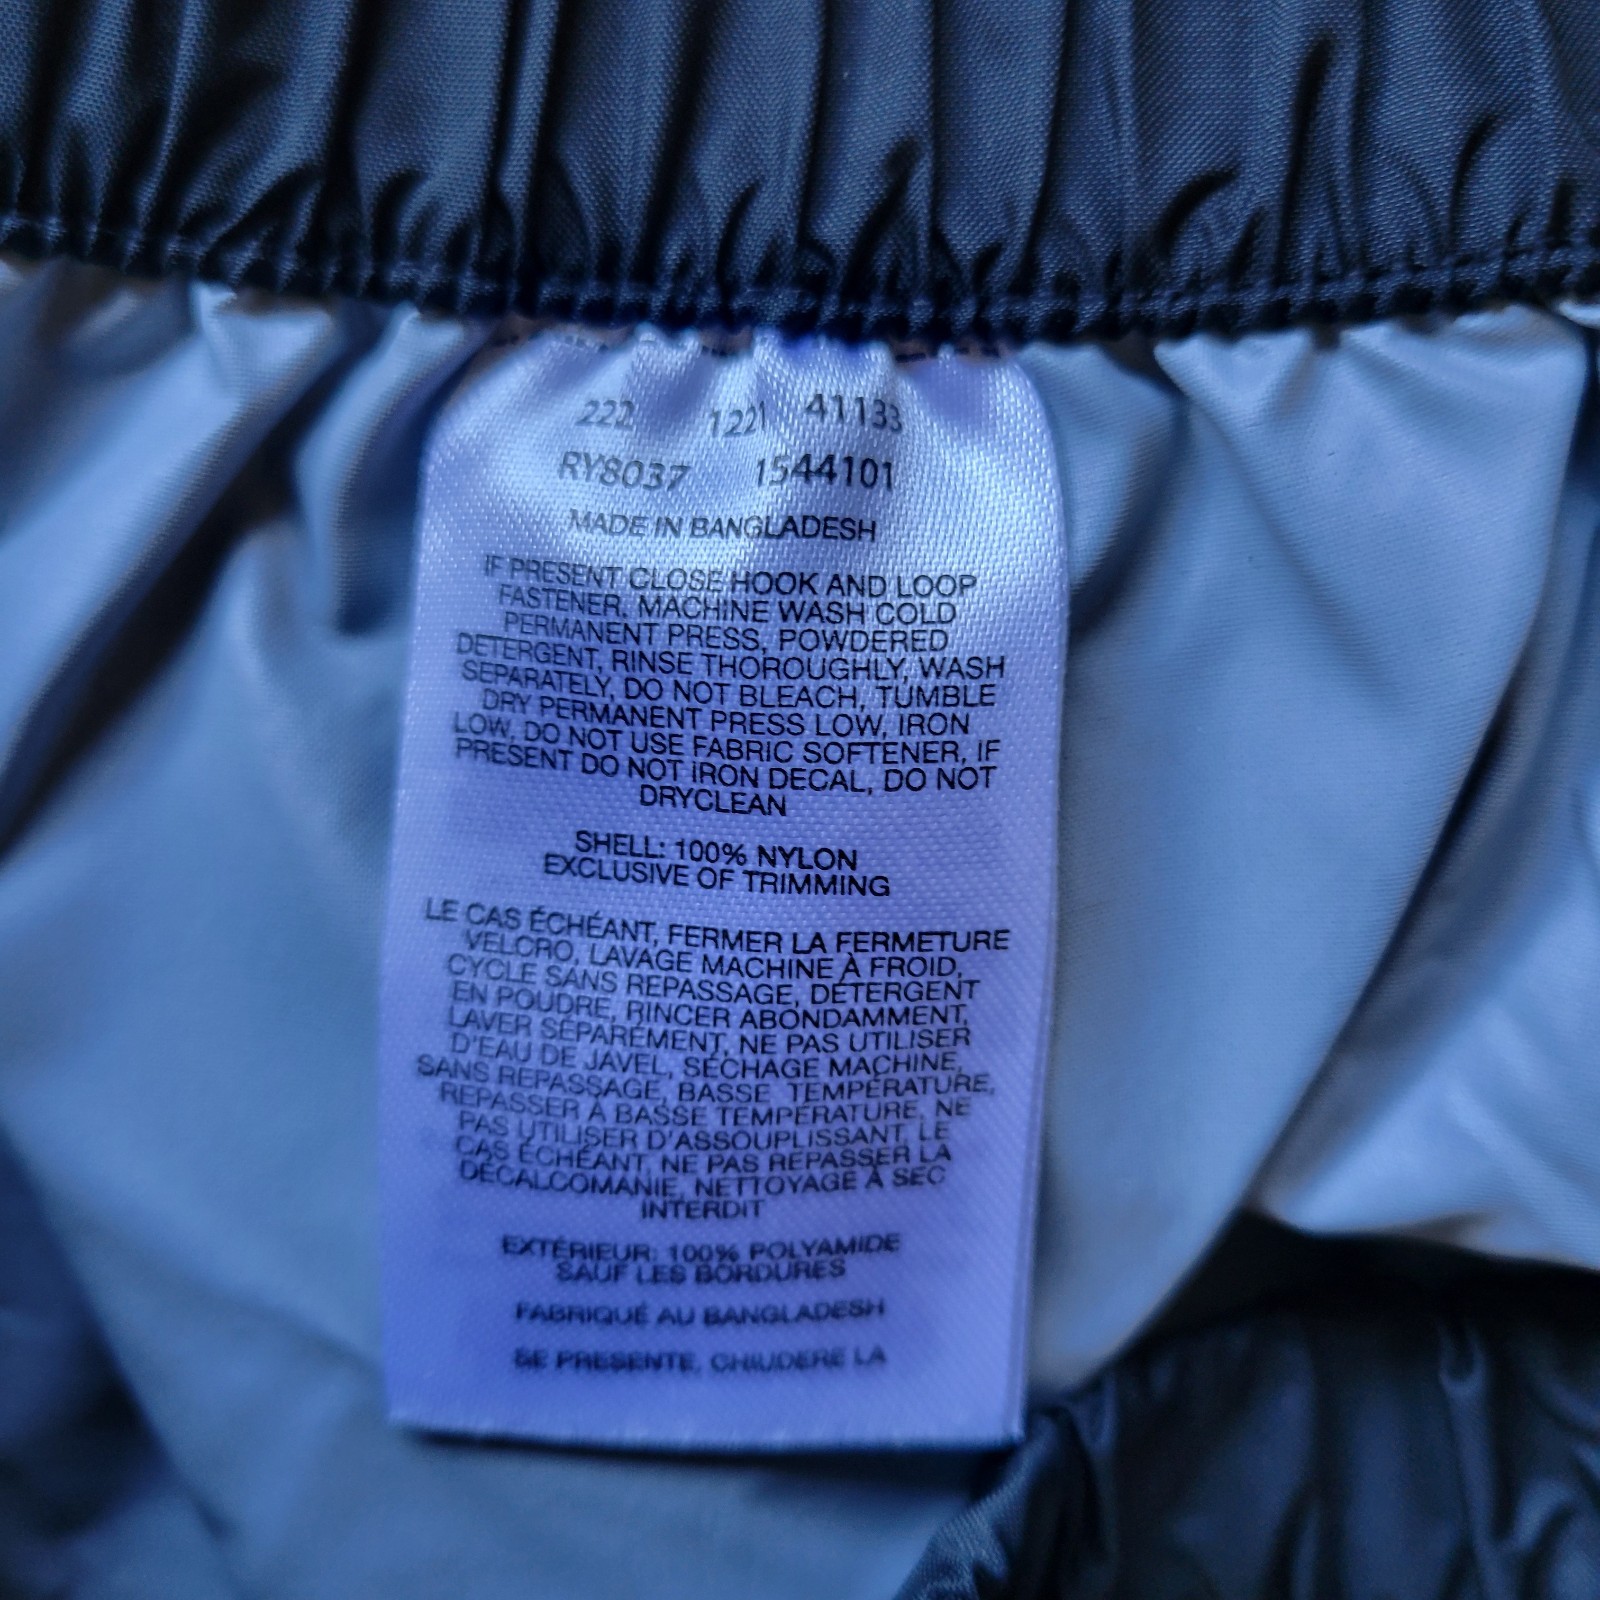 222 1221 41133
RY8037 1544101
MADE IN BANGLADESH
IF PRESENT CLOSE HOOK AND LOOP
FASTENER, MACHINE WASH COLD
PERMANENT PRESS, POWDERED
DETERGENT, RINSE THOROUGHLY, WASH
SEPARATELY, DO NOT BLEACH, TUMBLE
DRY PERMANENT PRESS LOW, IRON
LOW, DO NOT USE FABRIC SOFTENER, IF
PRESENT DO NOT IRON DECAL, DO NOT
DRYCLEAN
SHELL: 100% NYLON
EXCLUSIVE OF TRIMMING
LE CAS ÉCHÉANT, FERMER LA FERMETURE
VELCRO, LAVAGE MACHINE À FROID,
CYCLE SANS REPASSAGE, DÉTERGENT
EN POUDRE, RINCER ABONDAMMENT,
LAVER SÉPARÉMENT, NE PAS UTILISER
D'EAU DE JAVEL, SÉCHAGE MACHINE,
SANS REPASSAGE, BASSE TEMPÉRATURE,
REPASSER À BASSE TEMPÉRATURE, NE
PAS UTILISER D'ASSOUPLISSANT, LE
CAS ÉCHÉANT, NE PAS REPASSER LA
DÉCALCOMANIE, NETTOYAGE À SEC
INTERDIT
EXTÉRIEUR: 100% POLYAMIDE
SAUF LES BORDURES
FABRIQUÉ AU BANGLADESH
SE PRESENTE, CHIUDERE LA